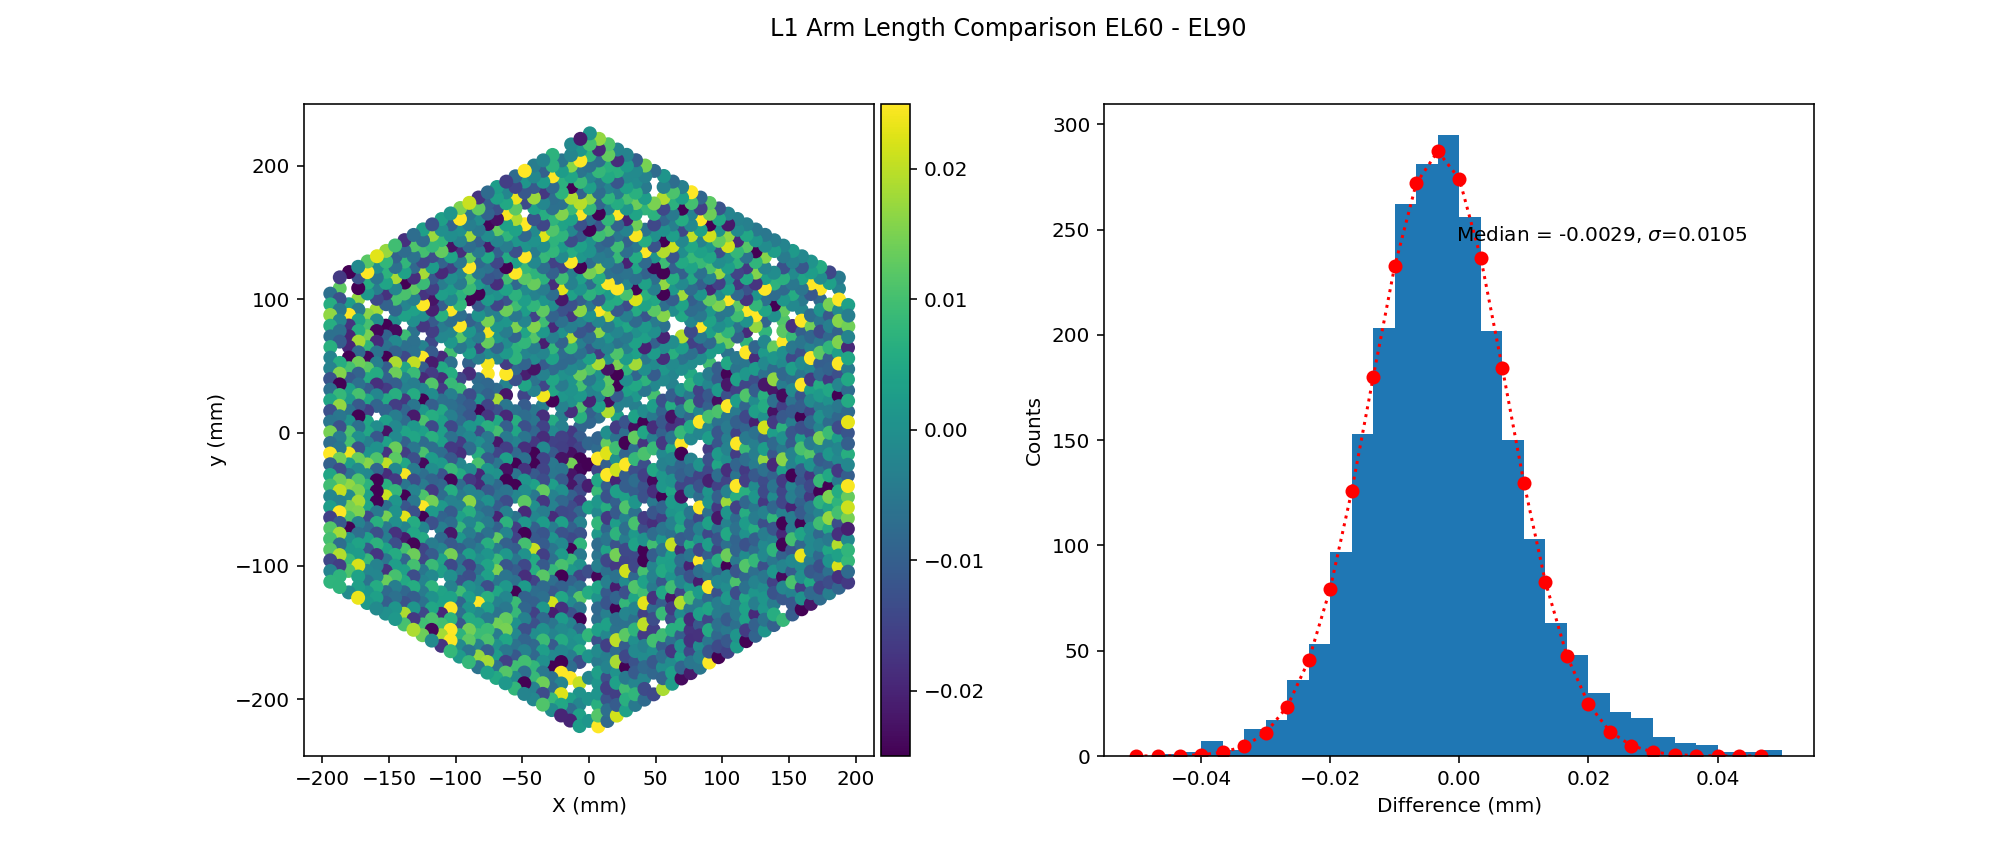 L1 Arm Length Comparison EL60 - EL90
200
100
0
−100
−200
y (mm)
−200 −150 −100 −50 0 50 100 150 200
X (mm)
0.02
0.01
0.00
−0.01
−0.02
300
250
200
150
100
50
0
Counts
Median = -0.0029, σ=0.0105
−0.04 −0.02 0.00 0.02 0.04
Difference (mm)